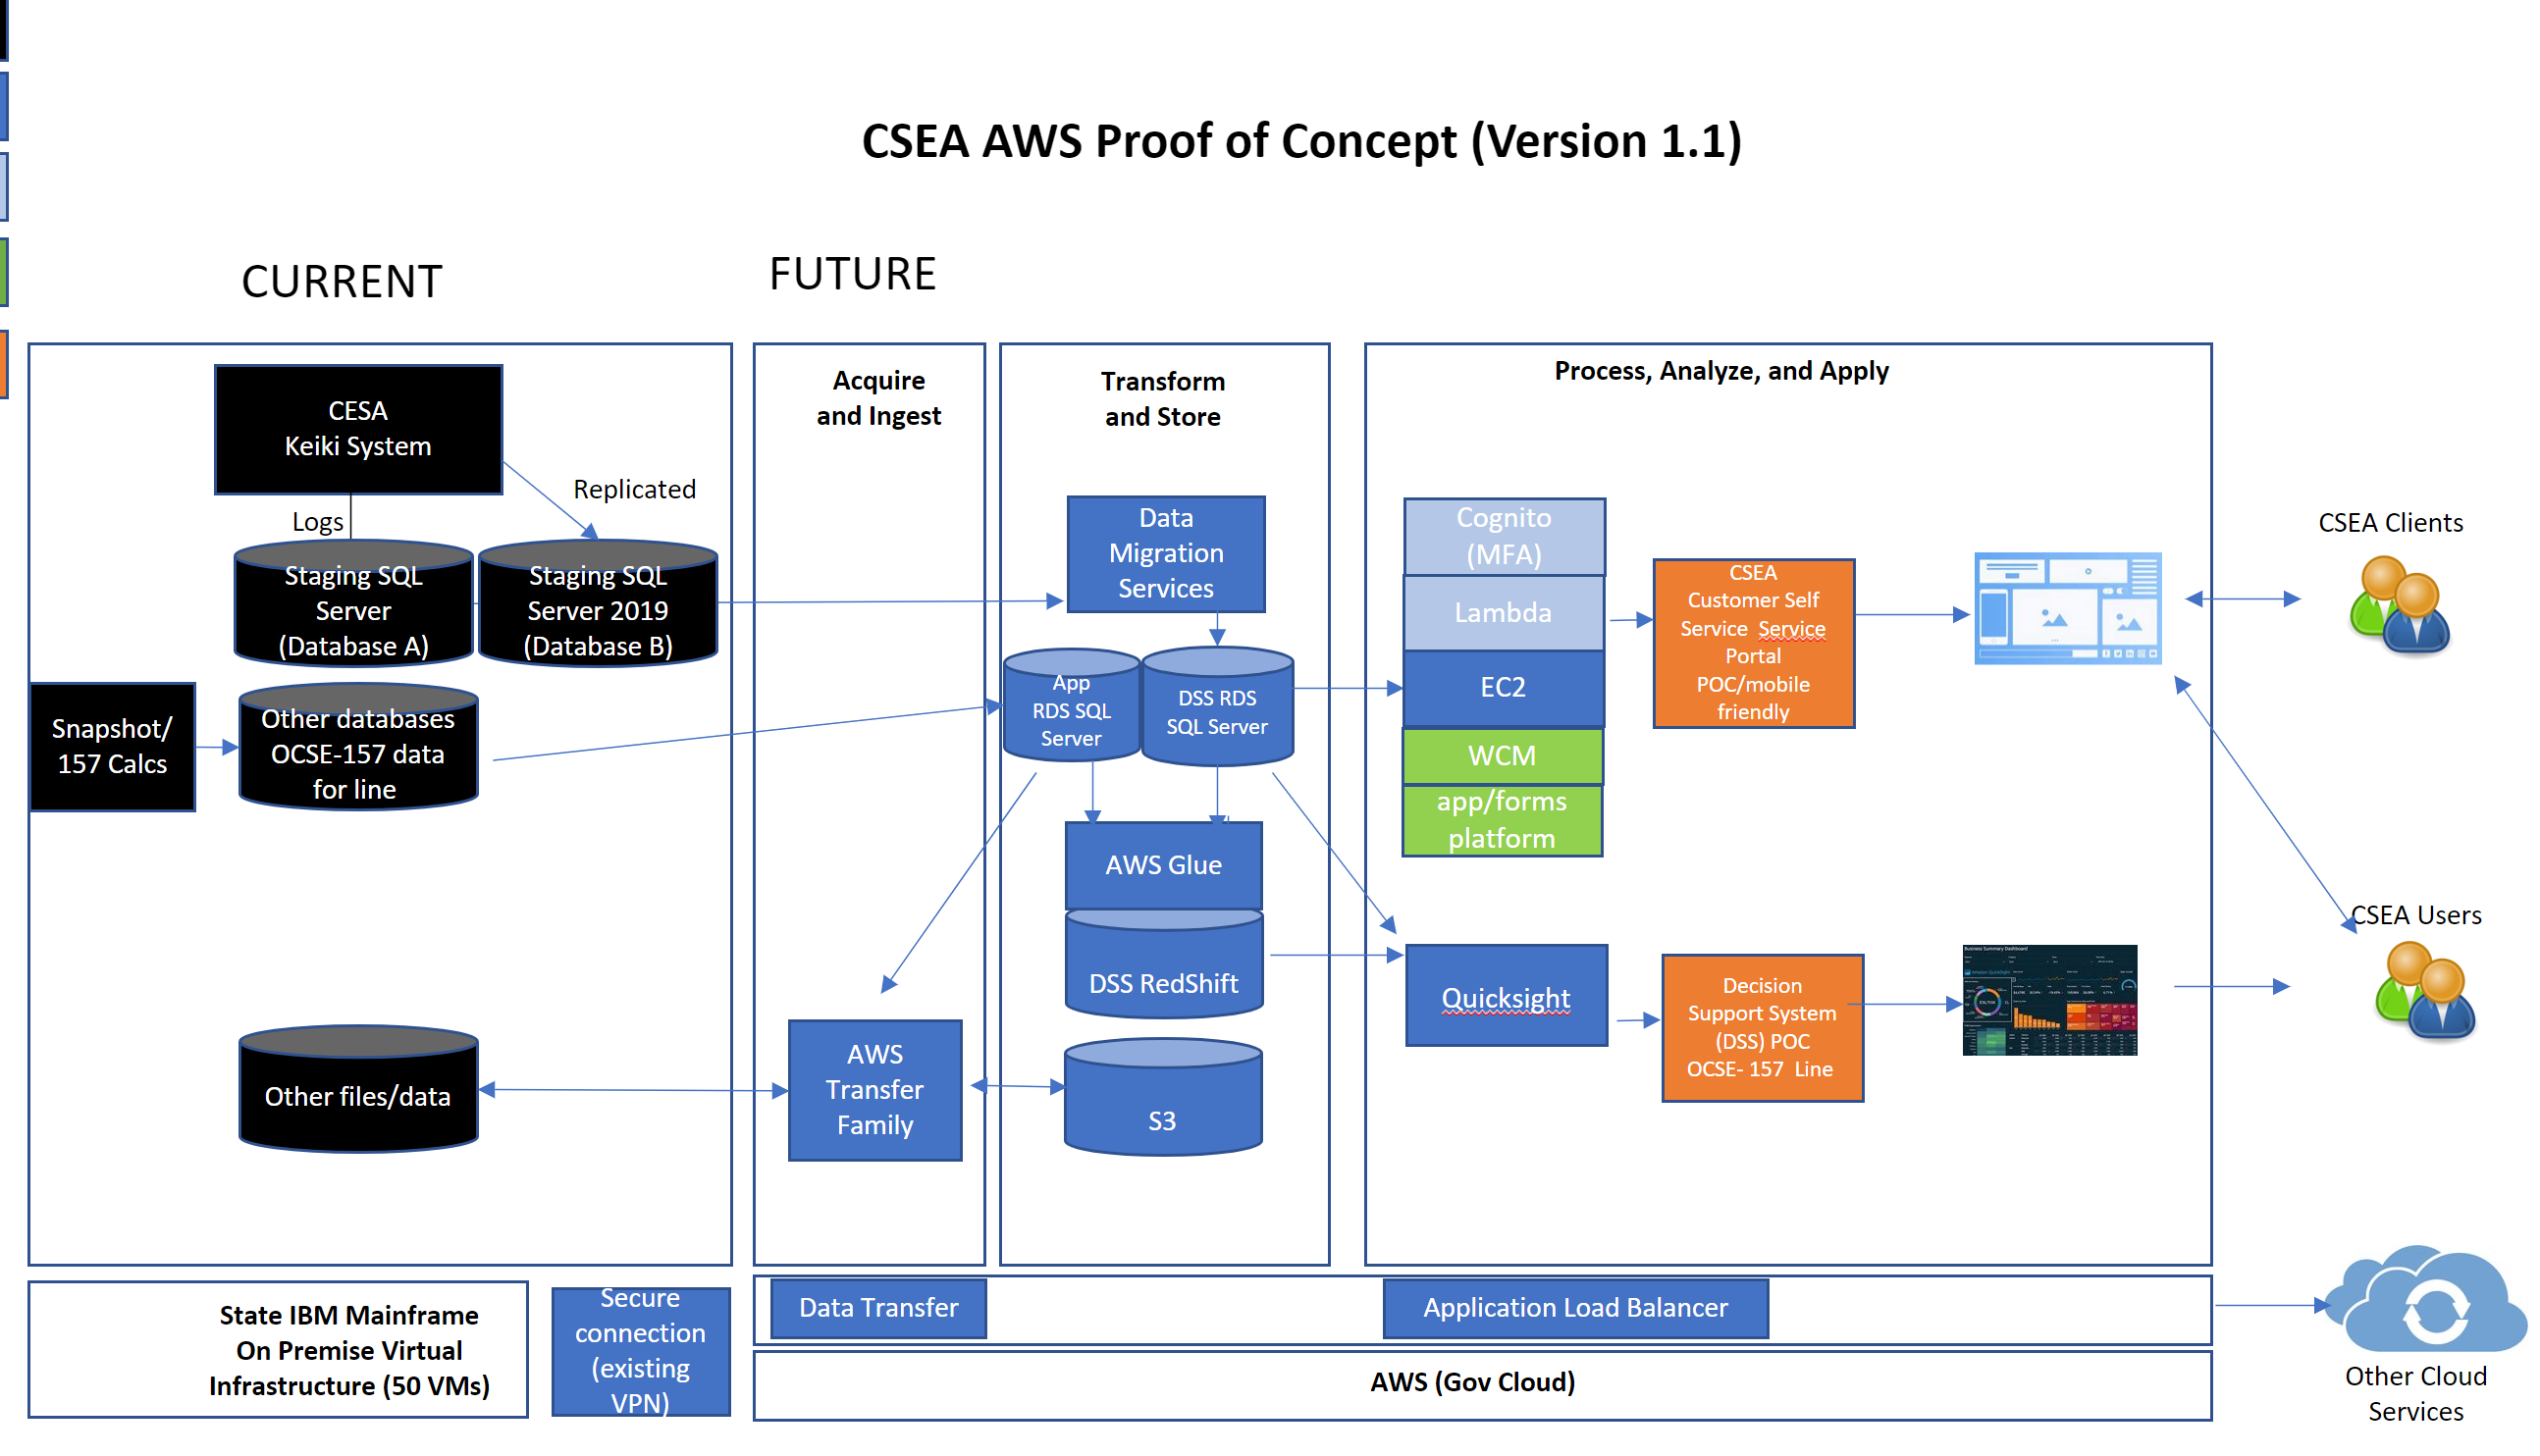 CSEA AWS Proof of Concept (Version 1.1)
CURRENT
FUTURE
CESA
Keiki System
Replicated
Logs
Staging SQL
Server
(Database A)
Staging SQL
Server 2019
(Database B)
Snapshot/
157 Calcs
Other databases
OCSE-157 data
for line
Other files/data
Acquire
and Ingest
AWS
Transfer
Family
Transform
and Store
Data
Migration
Services
App
RDS SQL
Server
DSS RDS
SQL Server
AWS Glue
DSS RedShift
S3
Process, Analyze, and Apply
Cognito
(MFA)
Lambda
EC2
WCM
app/forms
platform
CSEA
Customer Self
Service Service
Portal
POC/mobile
friendly
Quicksight
Decision
Support System
(DSS) POC
OCSE- 157 Line
Business Summary Dashboard
CSEA Clients
CSEA Users
State IBM Mainframe
On Premise Virtual
Infrastructure (50 VMs)
Secure
connection
(existing
VPN)
Data Transfer
Application Load Balancer
AWS (Gov Cloud)
Other Cloud
Services